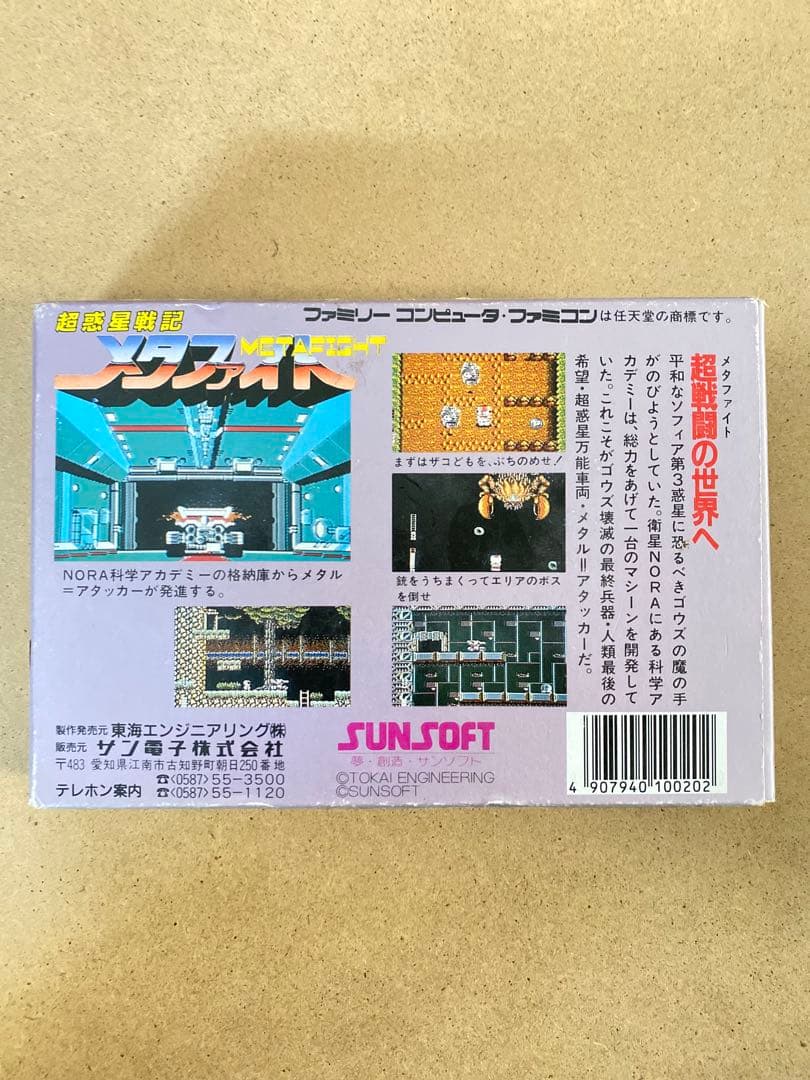 超惑星戦記
メタファイト
METAFIGHT
ファミリー コンピュータ・ファミコンは任天堂の商標です。
NORA科学アカデミーの格納庫からメタル
=アタッカーが発進する。
まずはザコどもを、ぶちのめせ!
銃をうちまくってエリアのボス
を倒せ
メタファイト
超戦闘の世界へ
平和なソフィア第3惑星に恐るべきゴウズの魔の手
がのびようとしていた。衛星NORAにある科学ア
カデミーは、総力をあげて一台のマシーンを開発して
いた。これこそがゴウズ壊滅の最終兵器・人類最後の
希望・超惑星万能車両・メタル=アタッカーだ。
製作発売元 東海エンジニアリング㈱
販売元 サン電子株式会社
〒483 愛知県江南市古知野町朝日250番地
☎(0587)55-3500
テレホン案内 ☎(0587)55-1120
SUNSOFT
夢・創造・サンソフト
©TOKAI ENGINEERING
©SUNSOFT
4 907940 100202